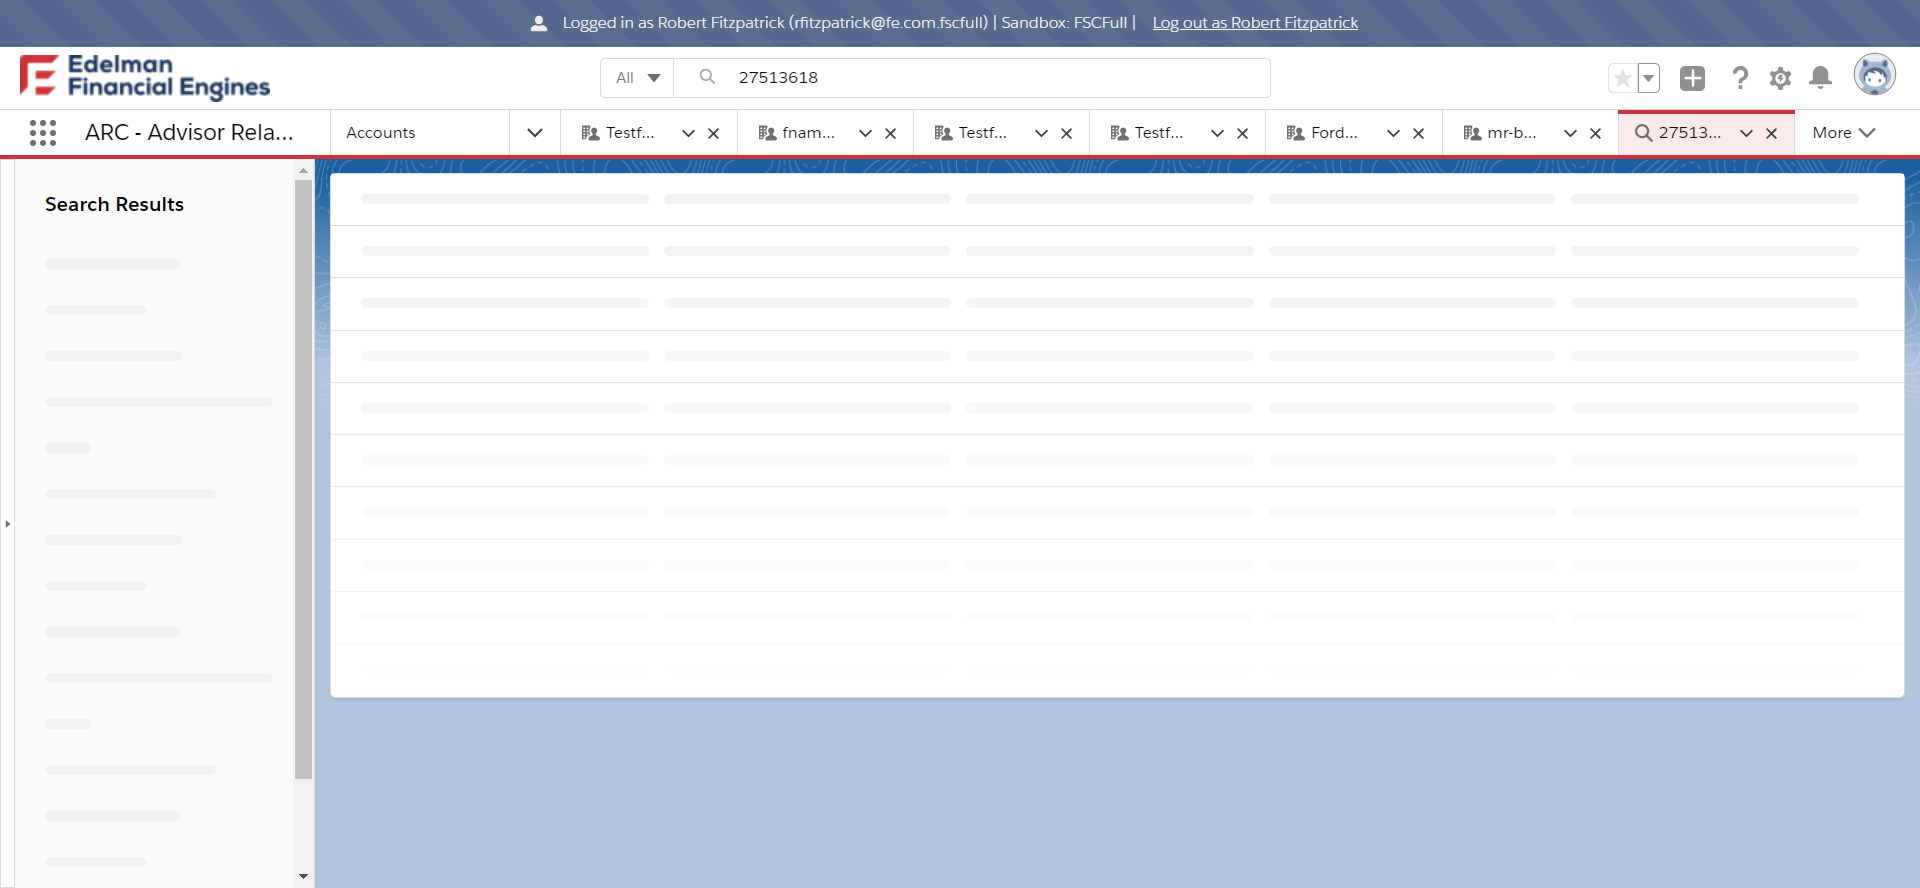 Logged in as Robert Fitzpatrick (rfitzpatrick@fe.com.fscfull) | Sandbox: FSCFull | Log out as Robert Fitzpatrick
Edelman
Financial Engines
All
27513618
ARC - Advisor Rela...
Accounts
Testf...
fnam...
Testf...
Testf...
Ford...
mr-b...
27513...
More
Search Results